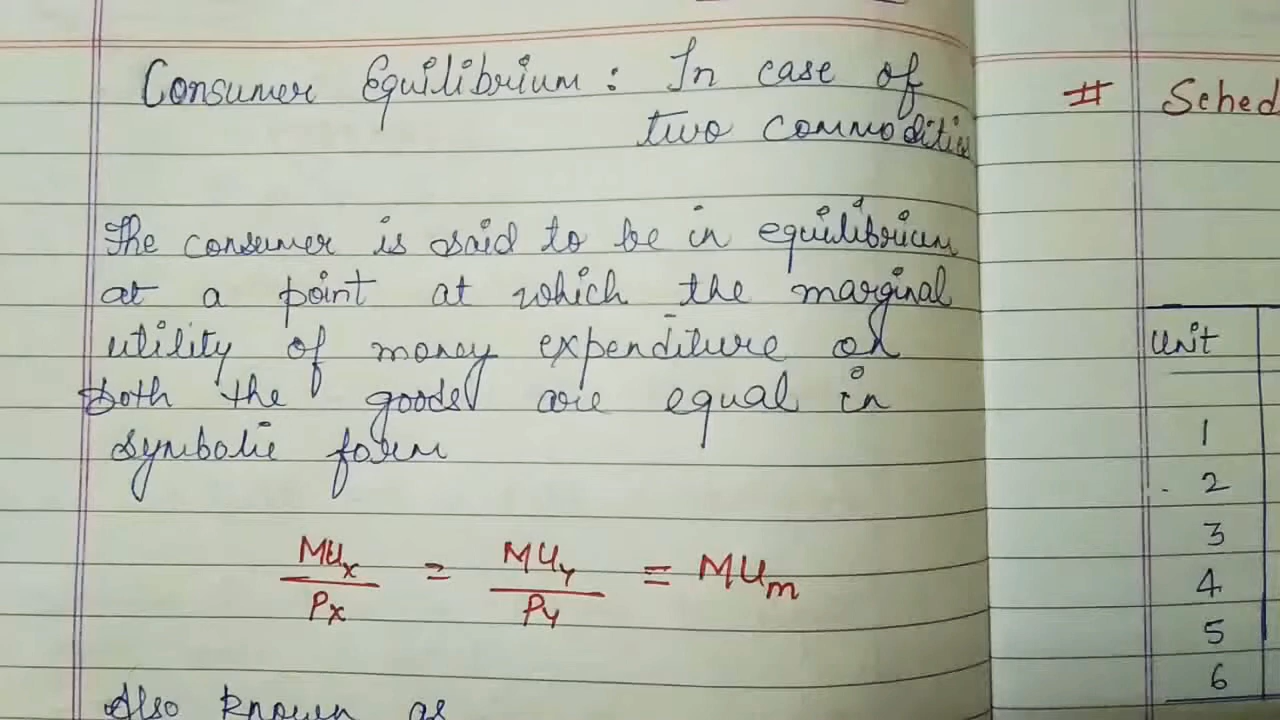 Consumer Equilibrium : In case of
two commodities
The consumer is said to be in equilibrium
at a point at which the marginal
utility of money expenditure on
both the goods are equal in
symbolic form
MUx/Px = MUy/Py = MUm
Also known as
# Sched
Unit
1
2
3
4
5
6